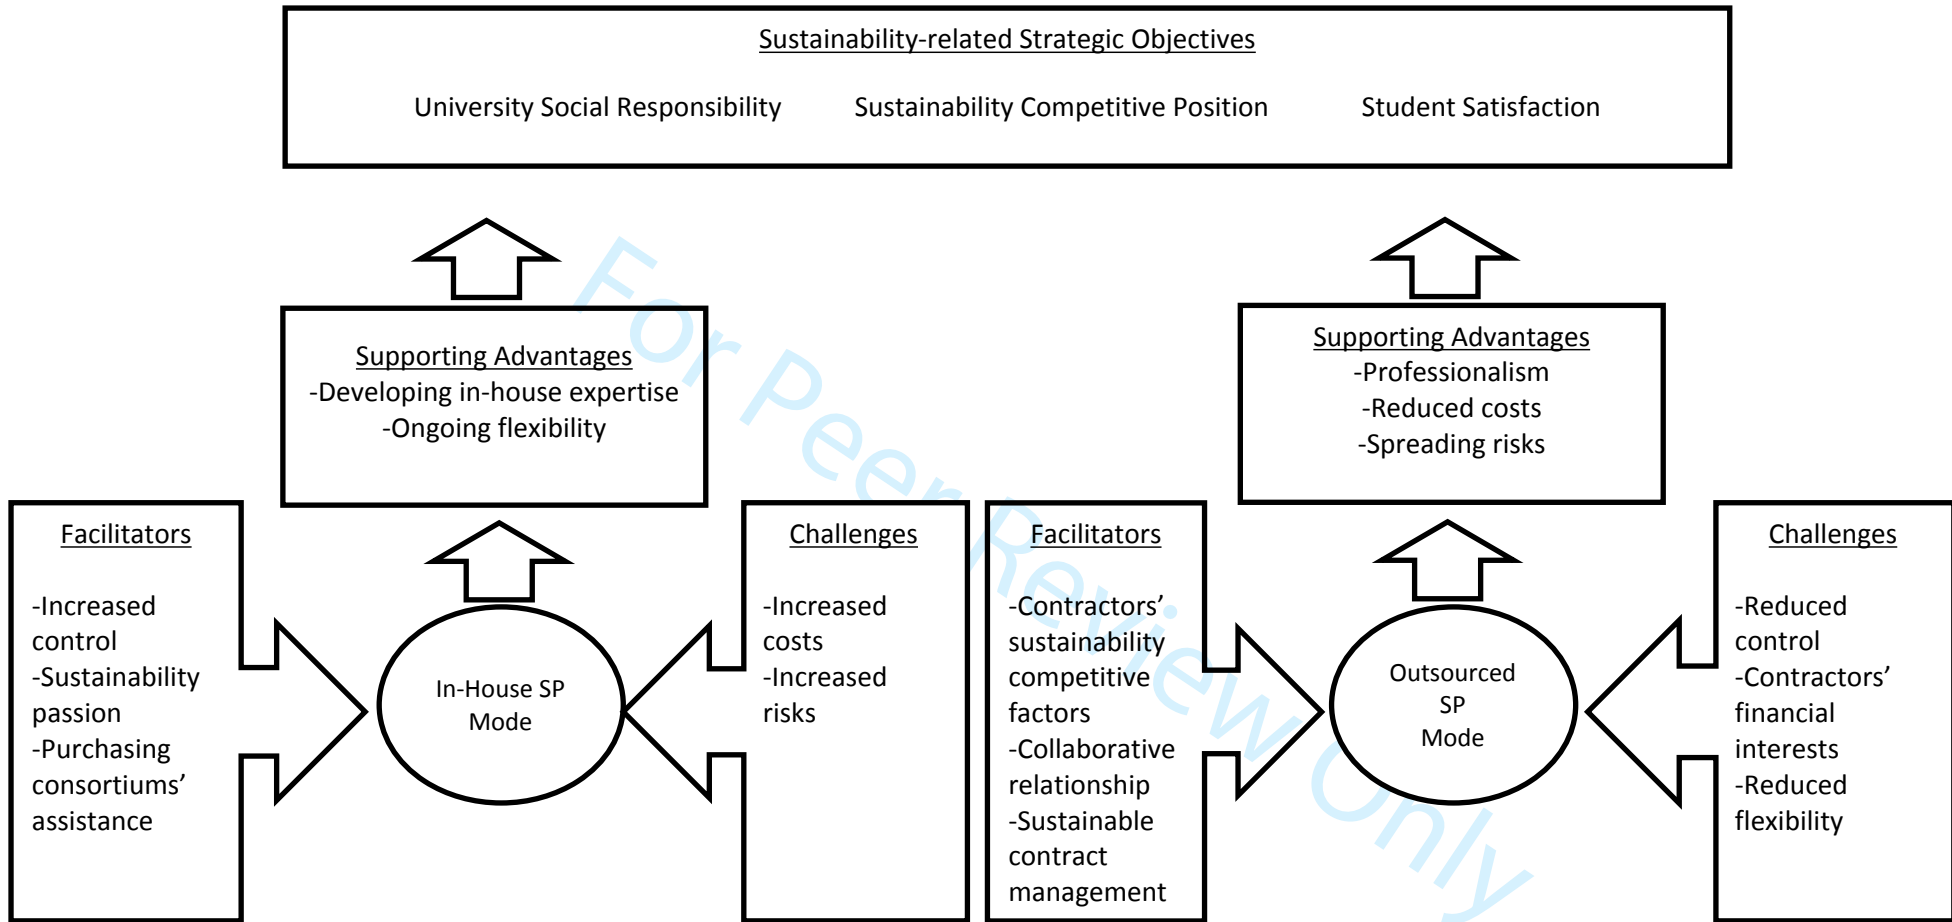 Sustainability-related Strategic Objectives
University Social Responsibility Sustainability Competitive Position Student Satisfaction
Supporting Advantages
-Developing in-house expertise
-Ongoing flexibility
Supporting Advantages
-Professionalism
-Reduced costs
-Spreading risks
Facilitators
-Increased
control
-Sustainability
passion
-Purchasing
consortiums’
assistance
In-House SP
Mode
Challenges
-Increased
costs
-Increased
risks
Facilitators
-Contractors’
sustainability
competitive
factors
-Collaborative
relationship
-Sustainable
contract
management
Outsourced
SP
Mode
Challenges
-Reduced
control
-Contractors’
financial
interests
-Reduced
flexibility
For Peer Review Only